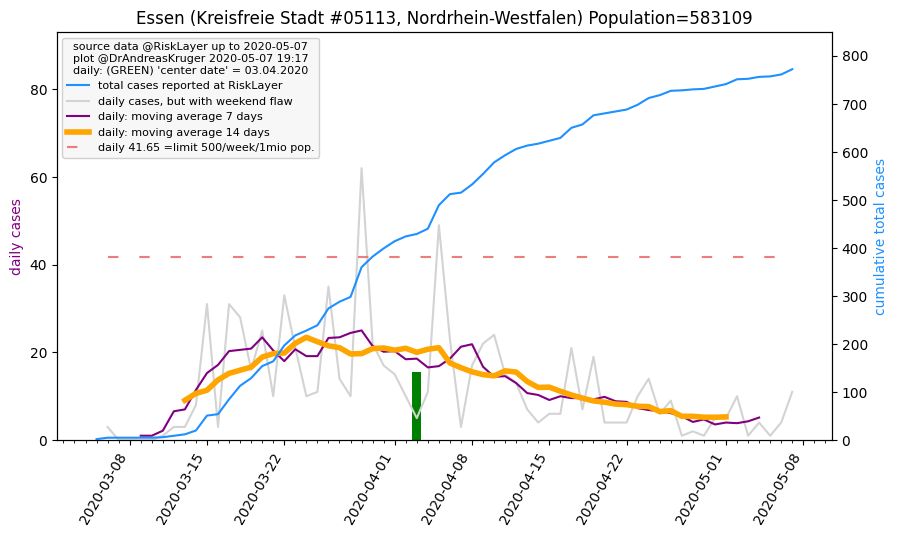 Essen (Kreisfreie Stadt #05113, Nordrhein-Westfalen) Population=583109
source data @RiskLayer up to 2020-05-07
plot @DrAndreasKruger 2020-05-07 19:17
daily: (GREEN) 'center date' = 03.04.2020
total cases reported at RiskLayer
daily cases, but with weekend flaw
daily: moving average 7 days
daily: moving average 14 days
daily 41.65 =limit 500/week/1mio pop.
daily cases
80
60
40
20
0
cumulative total cases
800
700
600
500
400
300
200
100
0
2020-03-08
2020-03-15
2020-03-22
2020-04-01
2020-04-08
2020-04-15
2020-04-22
2020-05-01
2020-05-08